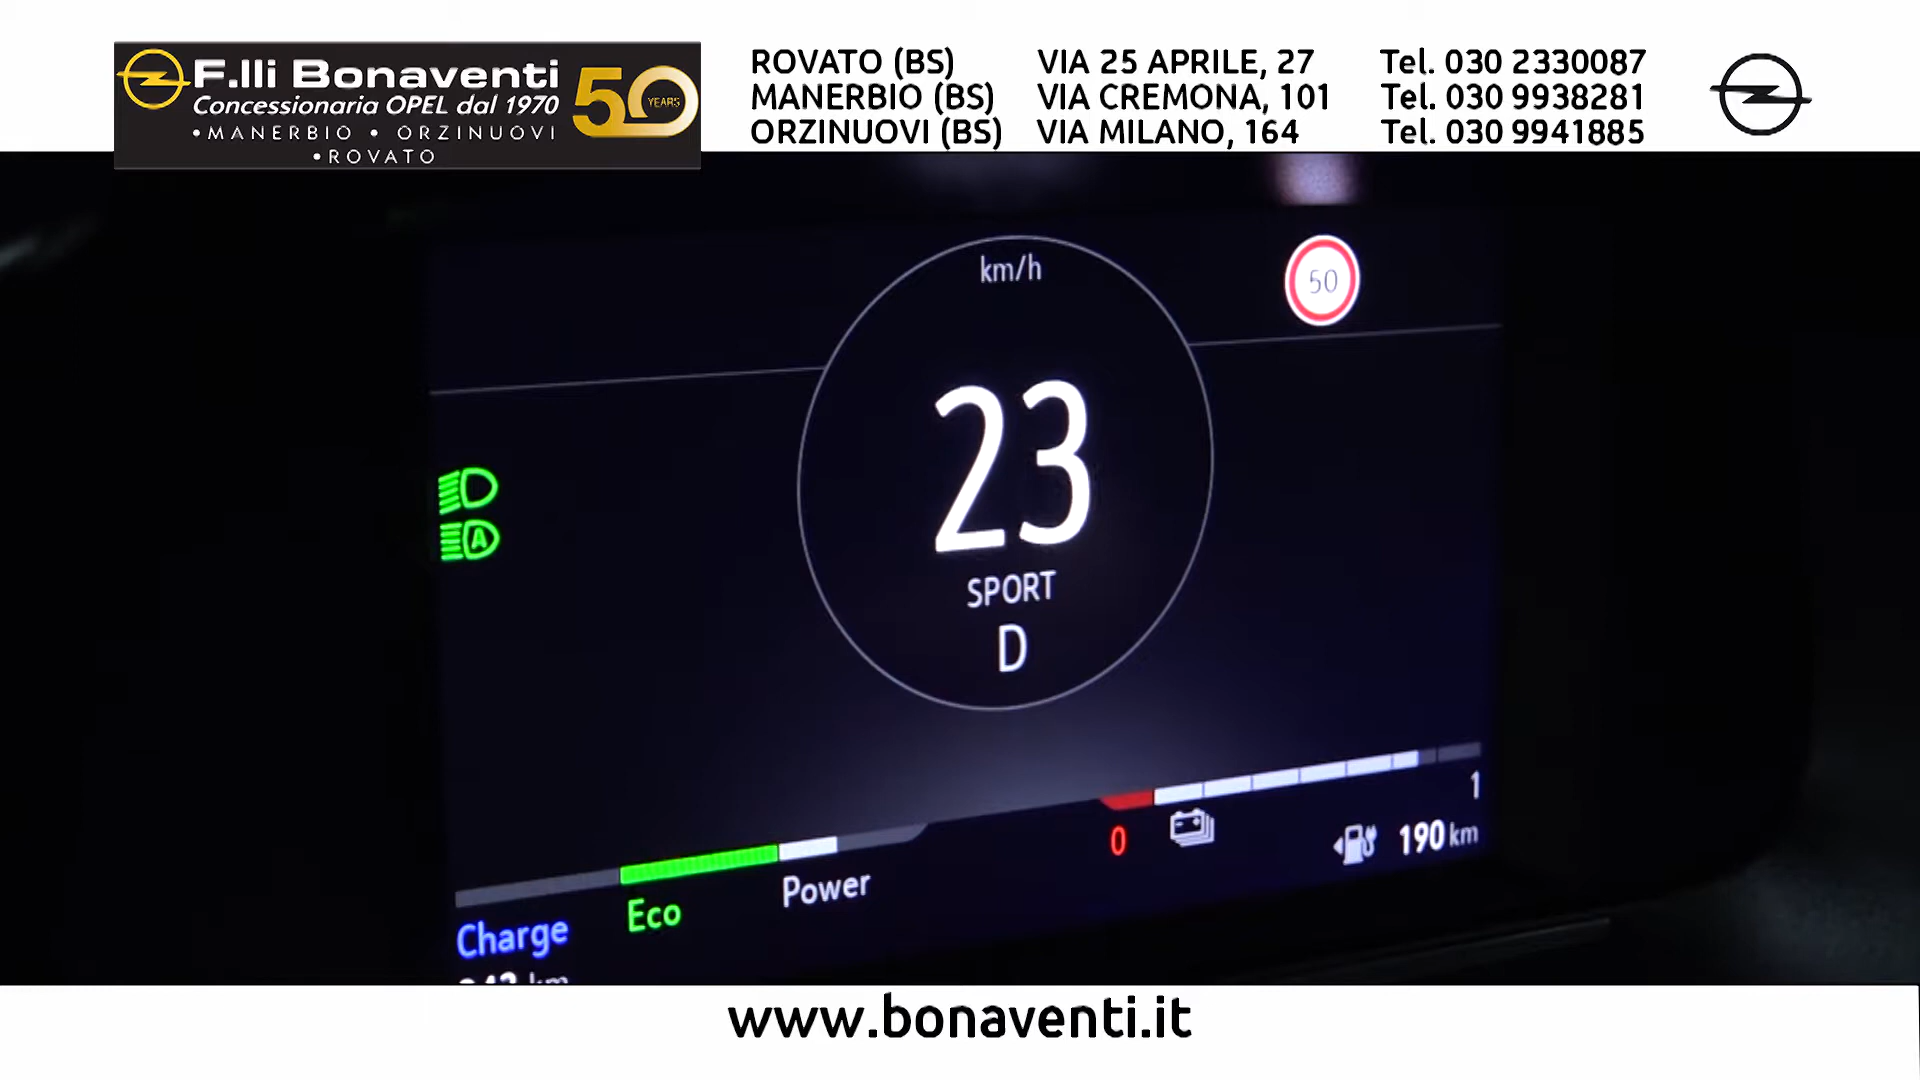 F.lli Bonaventi
Concessionaria OPEL dal 1970
•MANERBIO • ORZINUOVI
•ROVATO
50 YEARS
ROVATO (BS) VIA 25 APRILE, 27 Tel. 030 2330087
MANERBIO (BS) VIA CREMONA, 101 Tel. 030 9938281
ORZINUOVI (BS) VIA MILANO, 164 Tel. 030 9941885
km/h
50
23
SPORT
D
A
0
1
190 km
Charge
Eco
Power
km
www.bonaventi.it